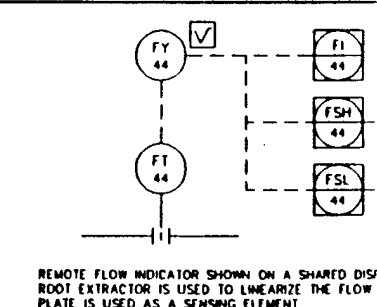 FY
44
√
FI
44
FSH
44
FT
44
FSL
44
REMOTE FLOW INDICATOR SHOWN ON A SHARED DISP
ROOT EXTRACTOR IS USED TO LINEARIZE THE FLOW
PLATE IS USED AS A SENSING ELEMENT